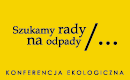 Szukamy rady
na odpady /...
KONFERENCJA EKOLOGICZNA